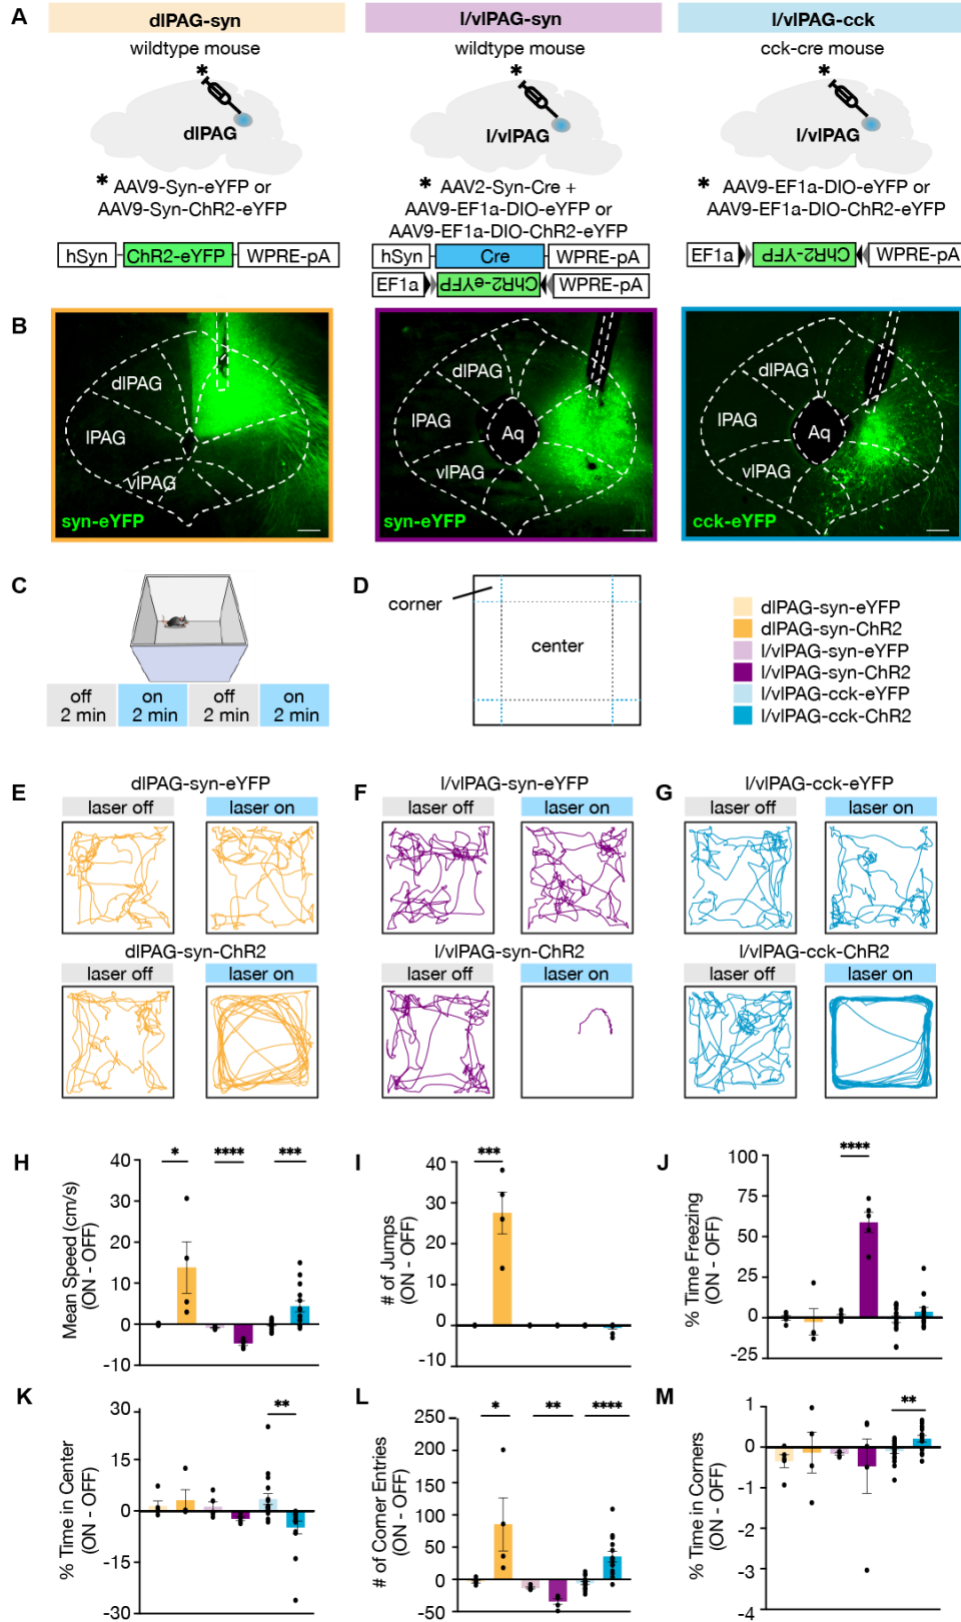 A
dlPAG-syn
l/vlPAG-syn
l/vlPAG-cck
wildtype mouse
wildtype mouse
cck-cre mouse
*
*
*
dlPAG
l/vlPAG
l/vlPAG
* AAV9-Syn-eYFP or
AAV9-Syn-ChR2-eYFP
* AAV2-Syn-Cre +
AAV9-EF1a-DIO-eYFP or
AAV9-EF1a-DIO-ChR2-eYFP
* AAV9-EF1a-DIO-eYFP or
AAV9-EF1a-DIO-ChR2-eYFP
hSyn ChR2-eYFP WPRE-pA
hSyn Cre WPRE-pA
EF1a ChR2-eYFP WPRE-pA
EF1a ChR2-YFP WPRE-pA
B
dlPAG
lPAG
vlPAG
syn-eYFP
dlPAG
lPAG
Aq
vlPAG
syn-eYFP
dlPAG
lPAG
Aq
vlPAG
cck-eYFP
C
off
2 min
on
2 min
off
2 min
on
2 min
D
corner
center
dlPAG-syn-eYFP
dlPAG-syn-ChR2
l/vlPAG-syn-eYFP
l/vlPAG-syn-ChR2
l/vlPAG-cck-eYFP
l/vlPAG-cck-ChR2
E
dlPAG-syn-eYFP
laser off
laser on
dlPAG-syn-ChR2
laser off
laser on
F
l/vlPAG-syn-eYFP
laser off
laser on
l/vlPAG-syn-ChR2
laser off
laser on
G
l/vlPAG-cck-eYFP
laser off
laser on
l/vlPAG-cck-ChR2
laser off
laser on
H
Mean Speed (cm/s)
(ON - OFF)
40
30
20
10
0
-10
*
****
***
I
# of Jumps
(ON - OFF)
40
30
20
10
0
-10
***
J
% Time Freezing
(ON - OFF)
100
75
50
25
0
-25
****
K
% Time in Center
(ON - OFF)
30
15
0
-15
-30
**
L
# of Corner Entries
(ON - OFF)
250
200
150
100
50
0
-50
*
**
****
M
% Time in Corners
(ON - OFF)
1
0
-1
-2
-3
-4
**